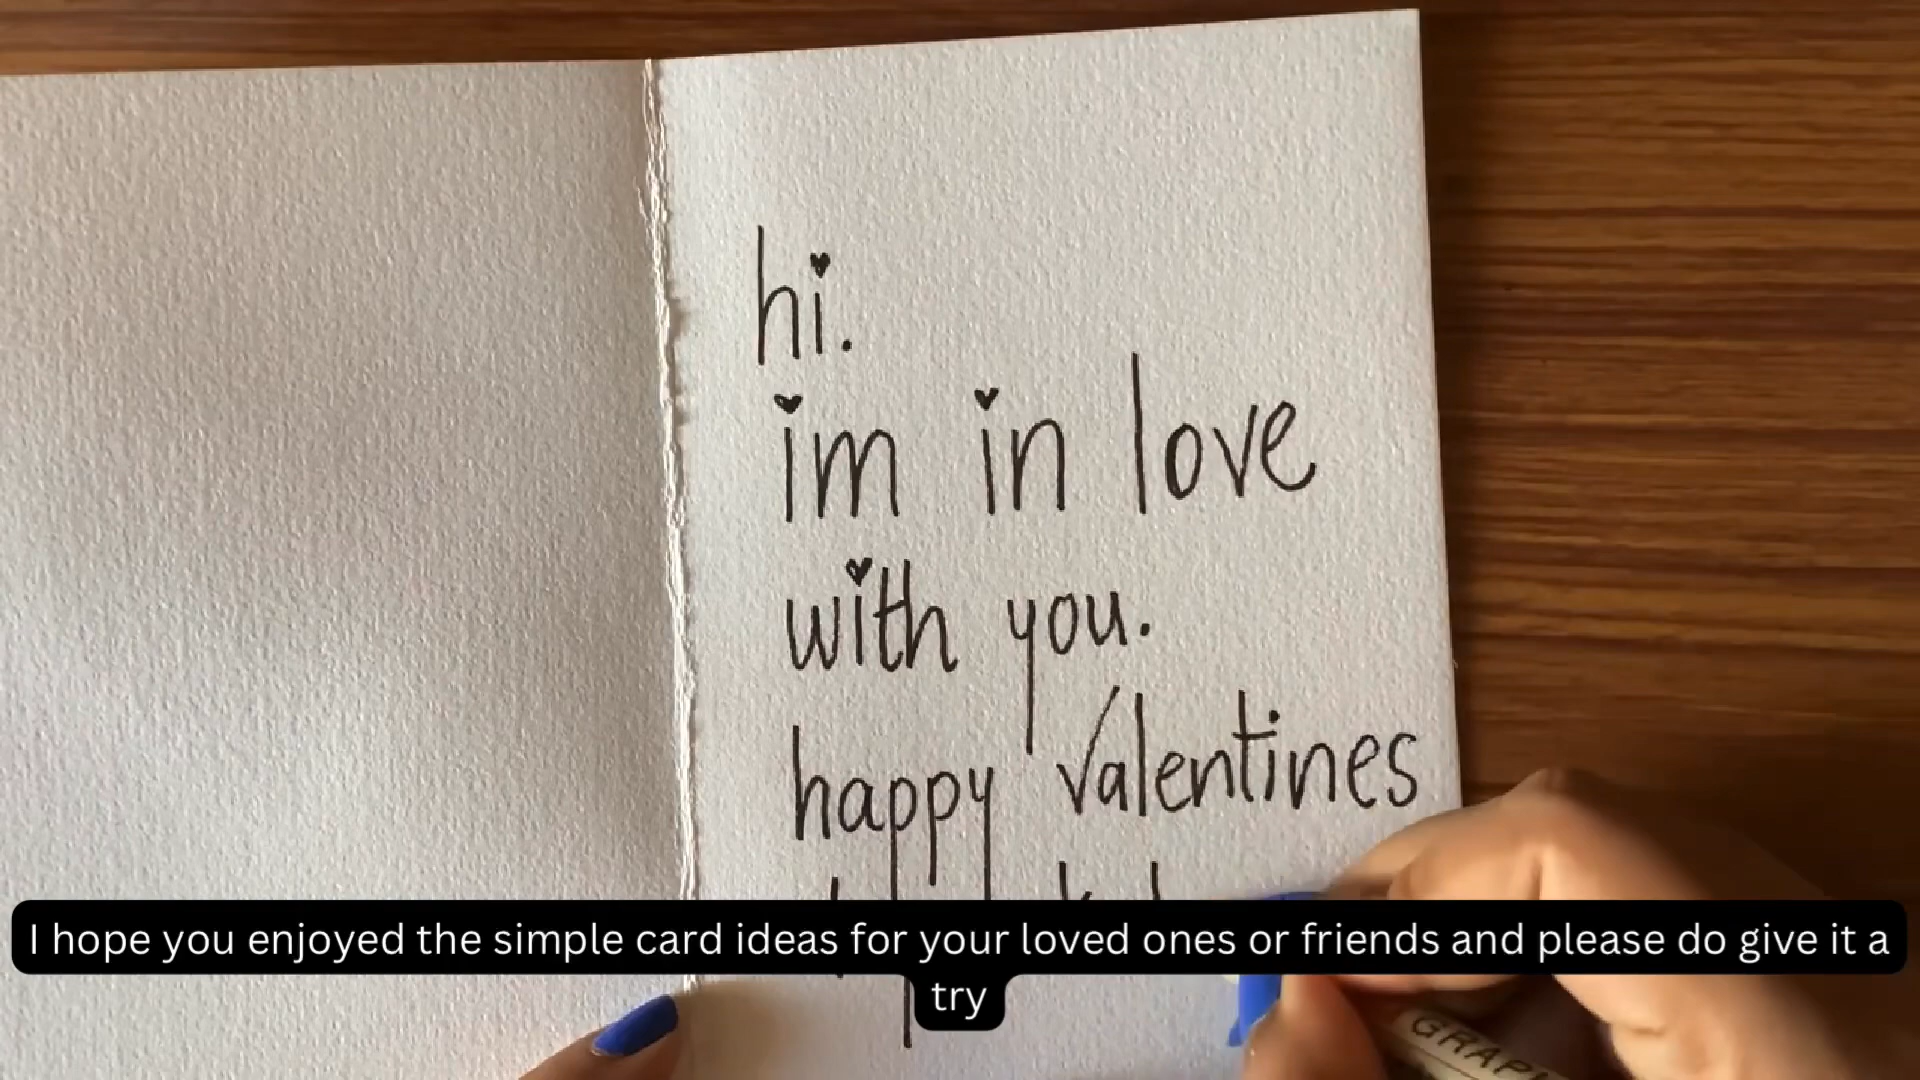 hi.
im in love
with you.
happy valentines
I hope you enjoyed the simple card ideas for your loved ones or friends and please do give it a
try
GRAPH